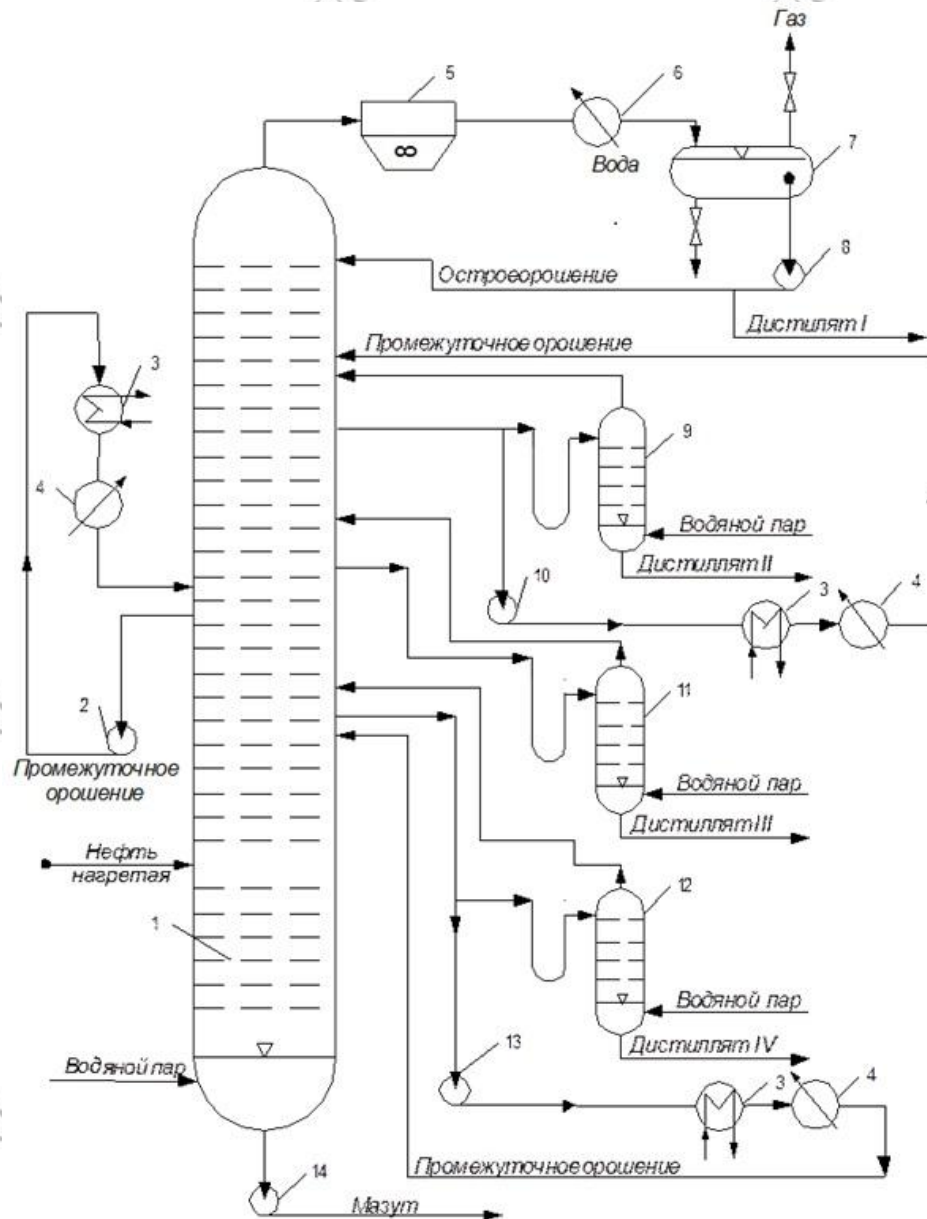 Газ
5
6
Вода
7
8
Остроеорошение
Дистилят I
Промежуточное орошение
3
9
4
Водяной пар
Дистиллят II
10
3
4
11
2
Промежуточное
орошение
Водяной пар
Дистиллят III
Нефть
нагретая
12
1
Водяной пар
Дистиллят IV
Водяной пар
13
3
4
Промежуточное орошение
14
Мазут